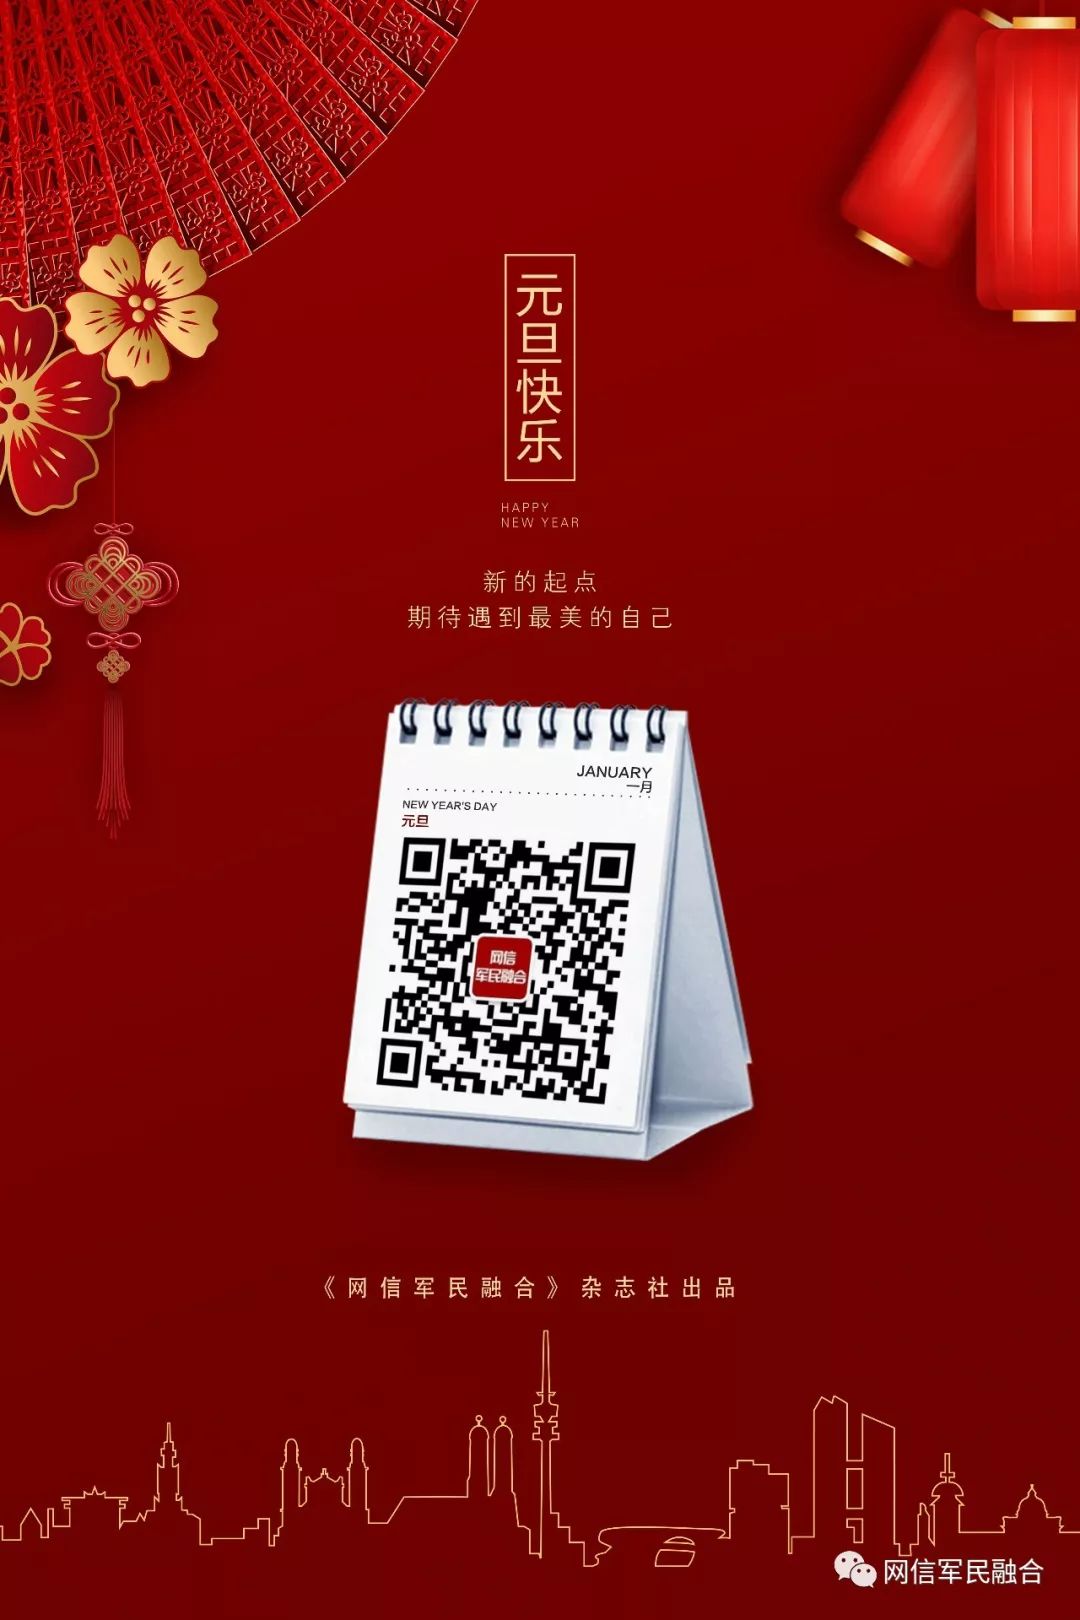 元旦快乐
HAPPY
NEW YEAR
新的起点
期待遇到最美的自己
JANUARY
一月
NEW YEAR'S DAY
元旦
网信
军民融合
《网信军民融合》杂志社出品
网信军民融合